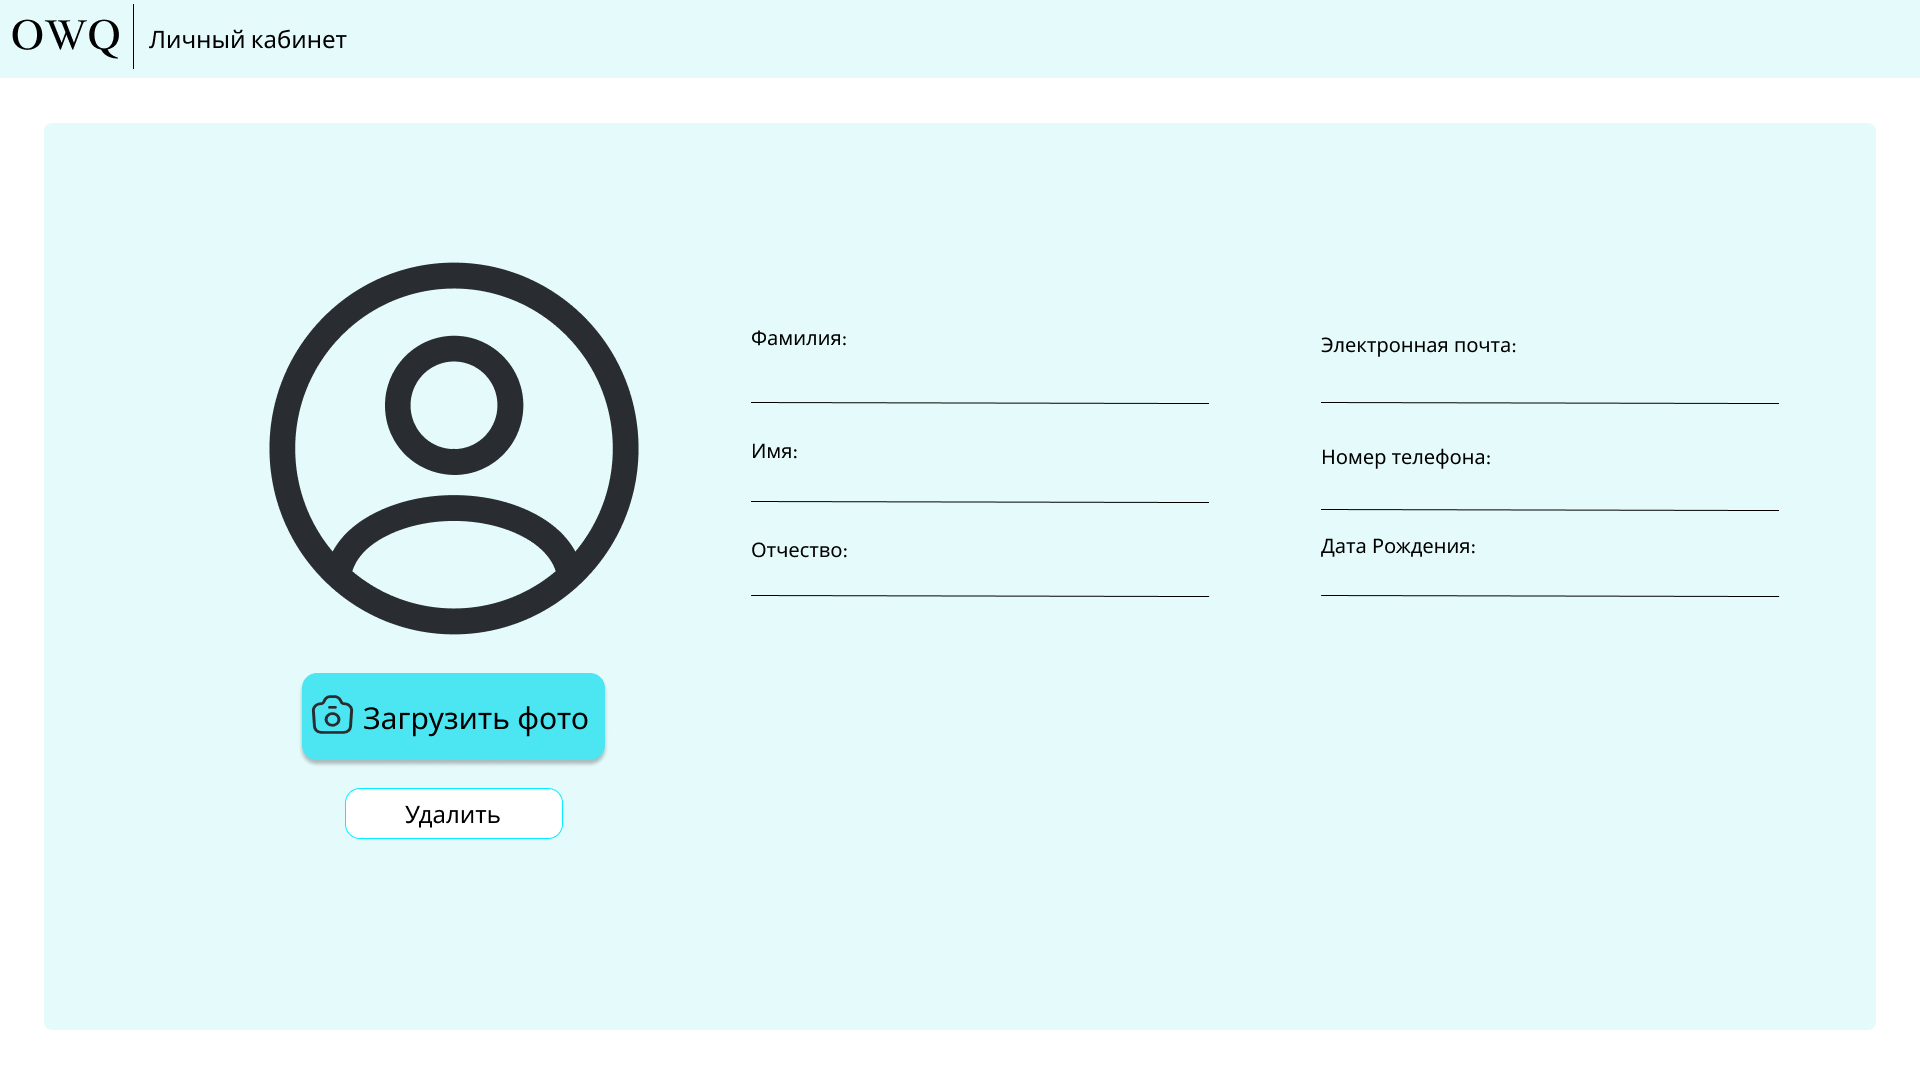 OWQ
Личный кабинет
Фамилия:
Электронная почта:
Имя:
Номер телефона:
Отчество:
Дата Рождения:
Загрузить фото
Удалить